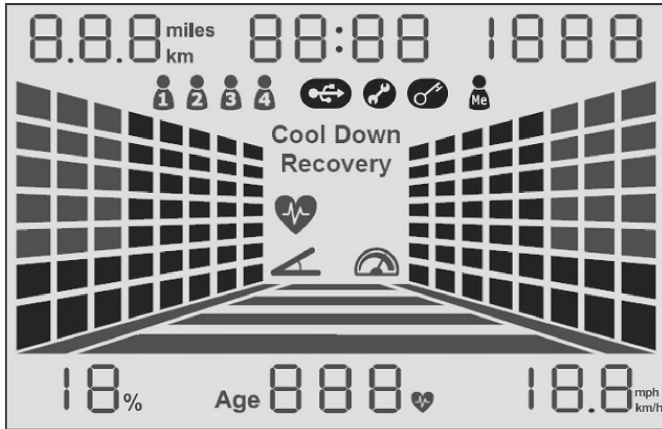 8.8.8 miles km 88:88 1888
1 2 3 4 Me
Cool Down
Recovery
18% Age 888 18.8 mph km/h